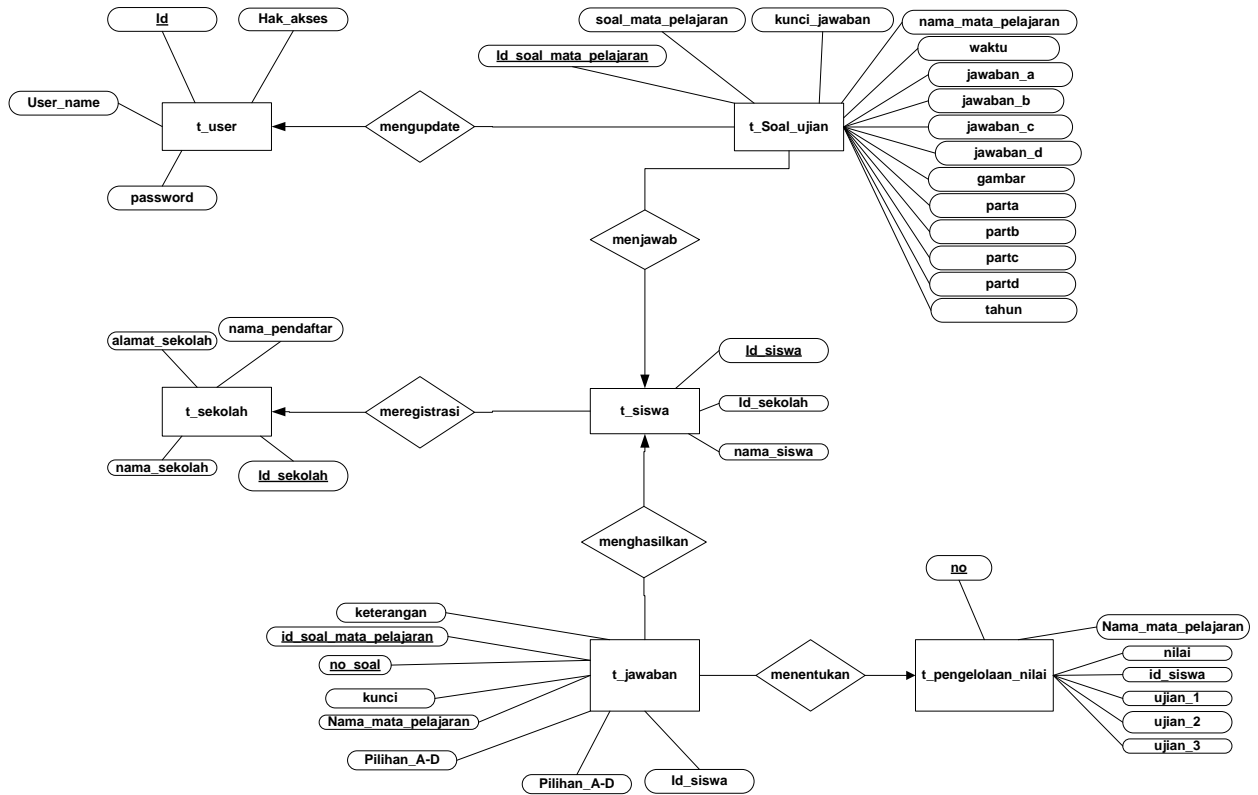 Id
Hak_akses
User_name
t_user
password
mengupdate
soal_mata_pelajaran
kunci_jawaban
Id_soal_mata_pelajaran
t_Soal_ujian
nama_mata_pelajaran
waktu
jawaban_a
jawaban_b
jawaban_c
jawaban_d
gambar
parta
partb
partc
partd
tahun
menjawab
alamat_sekolah
nama_pendaftar
t_sekolah
nama_sekolah
Id_sekolah
meregistrasi
t_siswa
Id_siswa
Id_sekolah
nama_siswa
menghasilkan
keterangan
id_soal_mata_pelajaran
no_soal
kunci
Nama_mata_pelajaran
Pilihan_A-D
Pilihan_A-D
Id_siswa
t_jawaban
menentukan
no
t_pengelolaan_nilai
Nama_mata_pelajaran
nilai
id_siswa
ujian_1
ujian_2
ujian_3